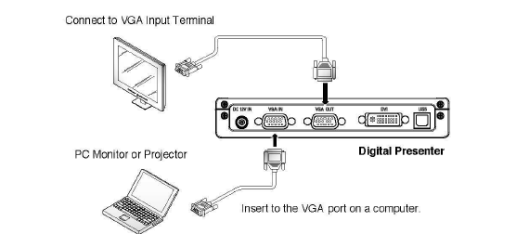 Connect to VGA Input Terminal
DC 12V IN VGA IN VGA OUT DVI USB
PC Monitor or Projector
Digital Presenter
Insert to the VGA port on a computer.